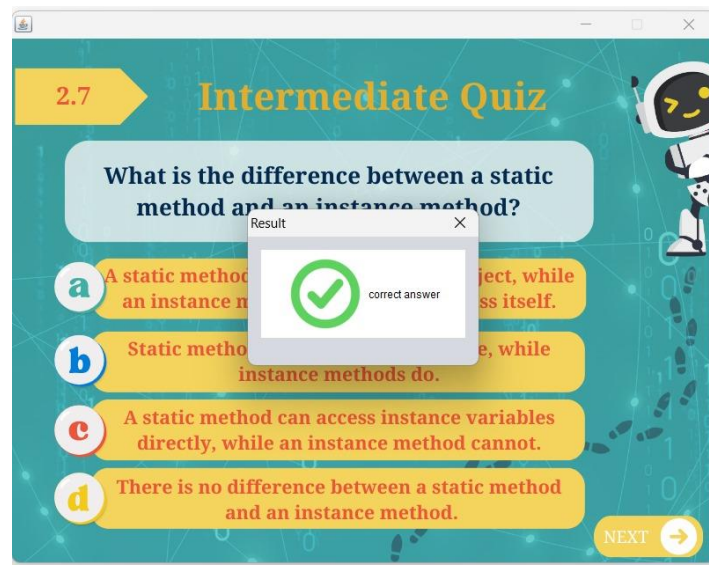 2.7
Intermediate Quiz
What is the difference between a static
method and an instance method?
Result
correct answer
a
A static method ject, while
an instance ss itself.
b
Static metho e, while
instance methods do.
c
A static method can access instance variables
directly, while an instance method cannot.
d
There is no difference between a static method
and an instance method.
NEXT